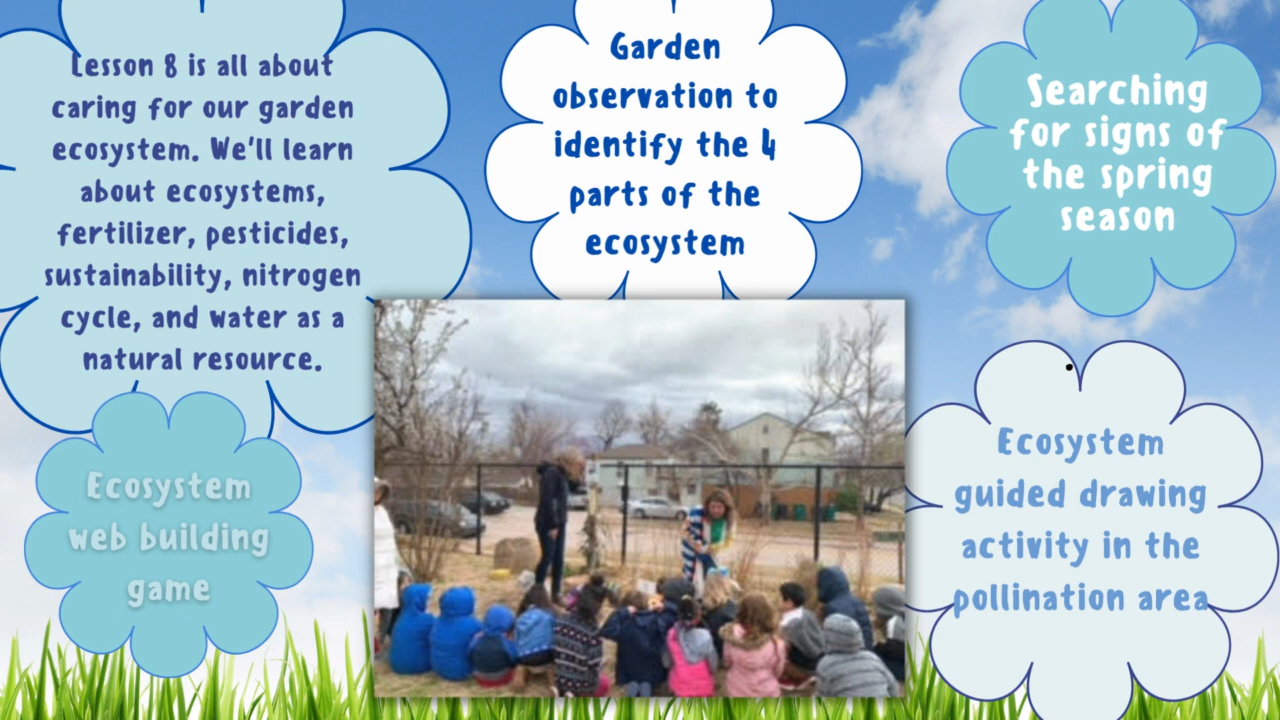 Lesson 8 is all about
caring for our garden
ecosystem. We'll learn
about ecosystems,
fertilizer, pesticides,
sustainability, nitrogen
cycle, and water as a
natural resource.
Garden
observation to
identify the 4
parts of the
ecosystem
Searching
for signs of
the spring
season
Ecosystem
web building
game
Ecosystem
guided drawing
activity in the
pollination area